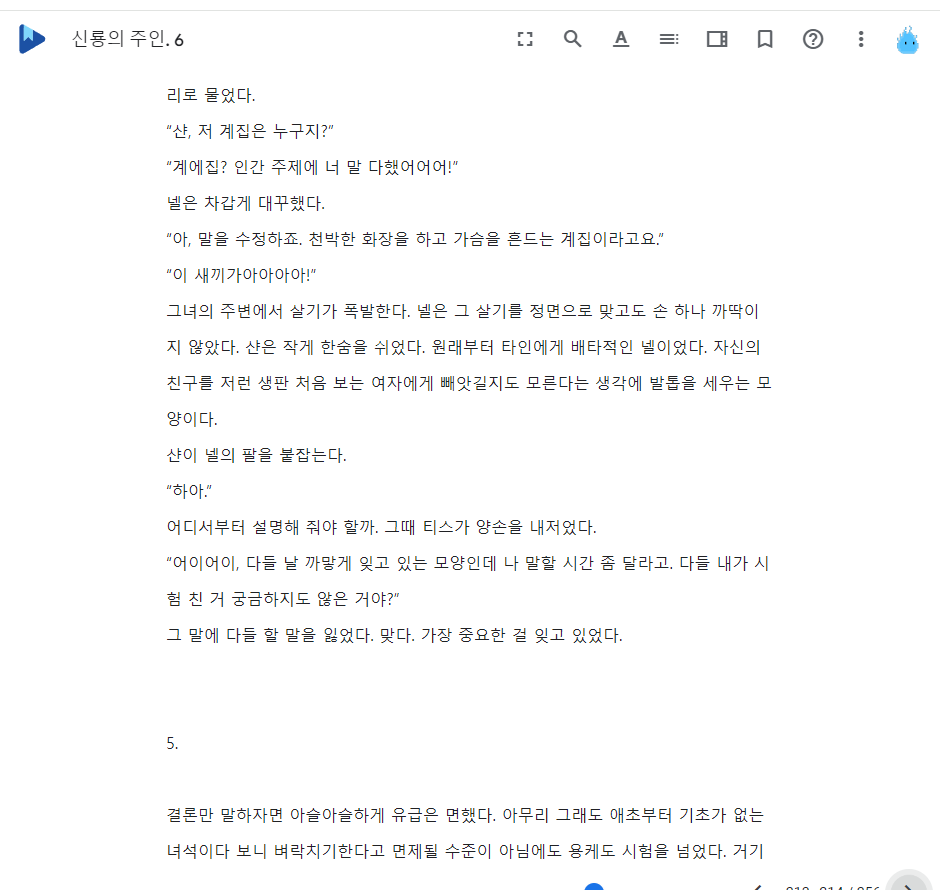 신룡의 주인. 6
리로 물었다.
“샨, 저 계집은 누구지?”
“계에집? 인간 주제에 너 말 다했어어어!”
넬은 차갑게 대꾸했다.
“아, 말을 수정하죠. 천박한 화장을 하고 가슴을 흔드는 계집이라고요.”
“이 새끼가아아아아!”
그녀의 주변에서 살기가 폭발한다. 넬은 그 살기를 정면으로 맞고도 손 하나 까딱이
지 않았다. 샨은 작게 한숨을 쉬었다. 원래부터 타인에게 배타적인 넬이었다. 자신의
친구를 저런 생판 처음 보는 여자에게 빼앗길지도 모른다는 생각에 발톱을 세우는 모
양이다.
샨이 넬의 팔을 붙잡는다.
“하아.”
어디서부터 설명해 줘야 할까. 그때 티스가 양손을 내저었다.
“어이어이, 다들 날 까맣게 잊고 있는 모양인데 나 말할 시간 좀 달라고. 다들 내가 시
험 친 거 궁금하지도 않은 거야?”
그 말에 다들 할 말을 잃었다. 맞다. 가장 중요한 걸 잊고 있었다.
5.
결론만 말하자면 아슬아슬하게 유급은 면했다. 아무리 그래도 애초부터 기초가 없는
녀석이다 보니 벼락치기한다고 면제될 수준이 아님에도 용케도 시험을 넘었다. 거기